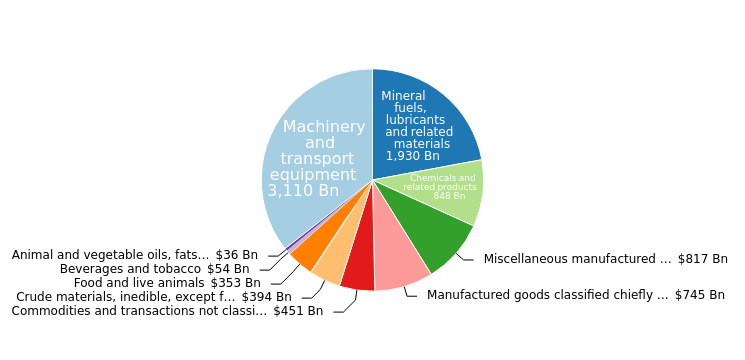 Mineral
fuels,
lubricants
and related
materials
1,930 Bn
Machinery
and
transport
equipment
3,110 Bn
Chemicals and
related products
848 Bn
Animal and vegetable oils, fats... $36 Bn
Beverages and tobacco $54 Bn
Food and live animals $353 Bn
Crude materials, inedible, except f... $394 Bn
Commodities and transactions not classi... $451 Bn
Miscellaneous manufactured ... $817 Bn
Manufactured goods classified chiefly ... $745 Bn